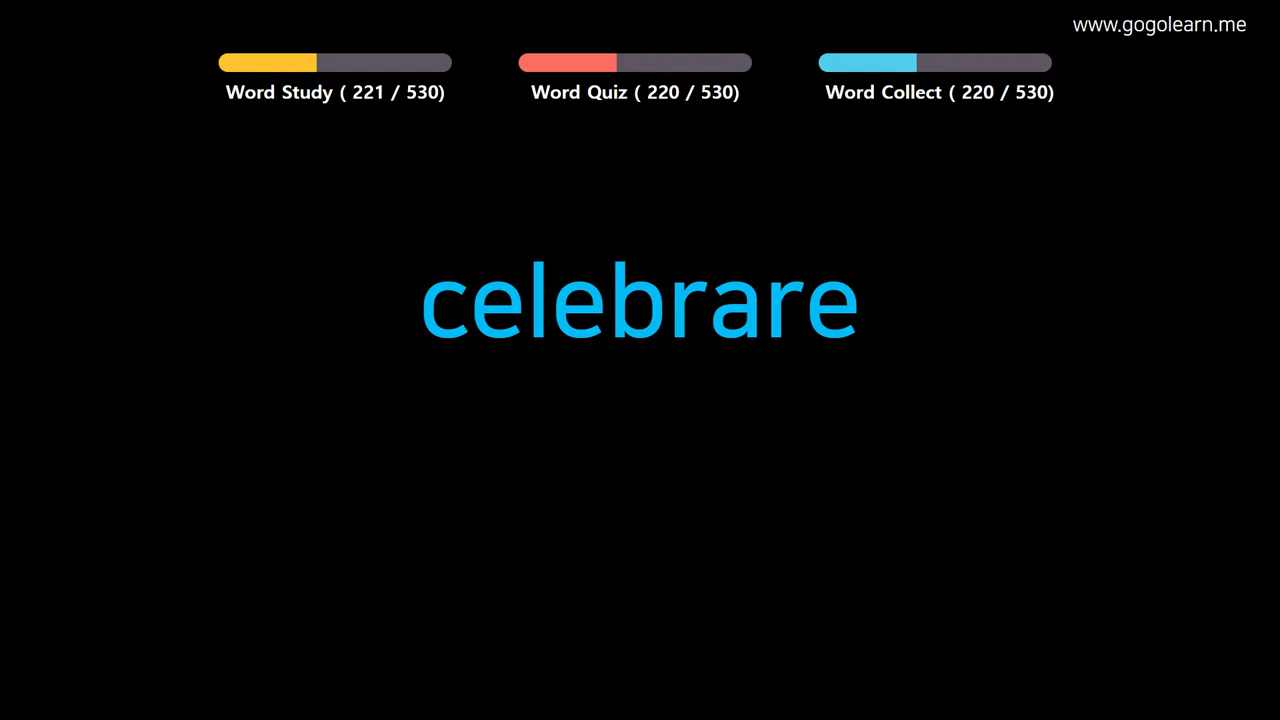 www.gogolearn.me
Word Study ( 221 / 530)
Word Quiz ( 220 / 530)
Word Collect ( 220 / 530)
celebrare